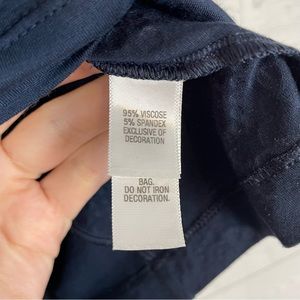 95% VISCOSE
5% SPANDEX
EXCLUSIVE OF
DECORATION
BAG.
DO NOT IRON
DECORATION.